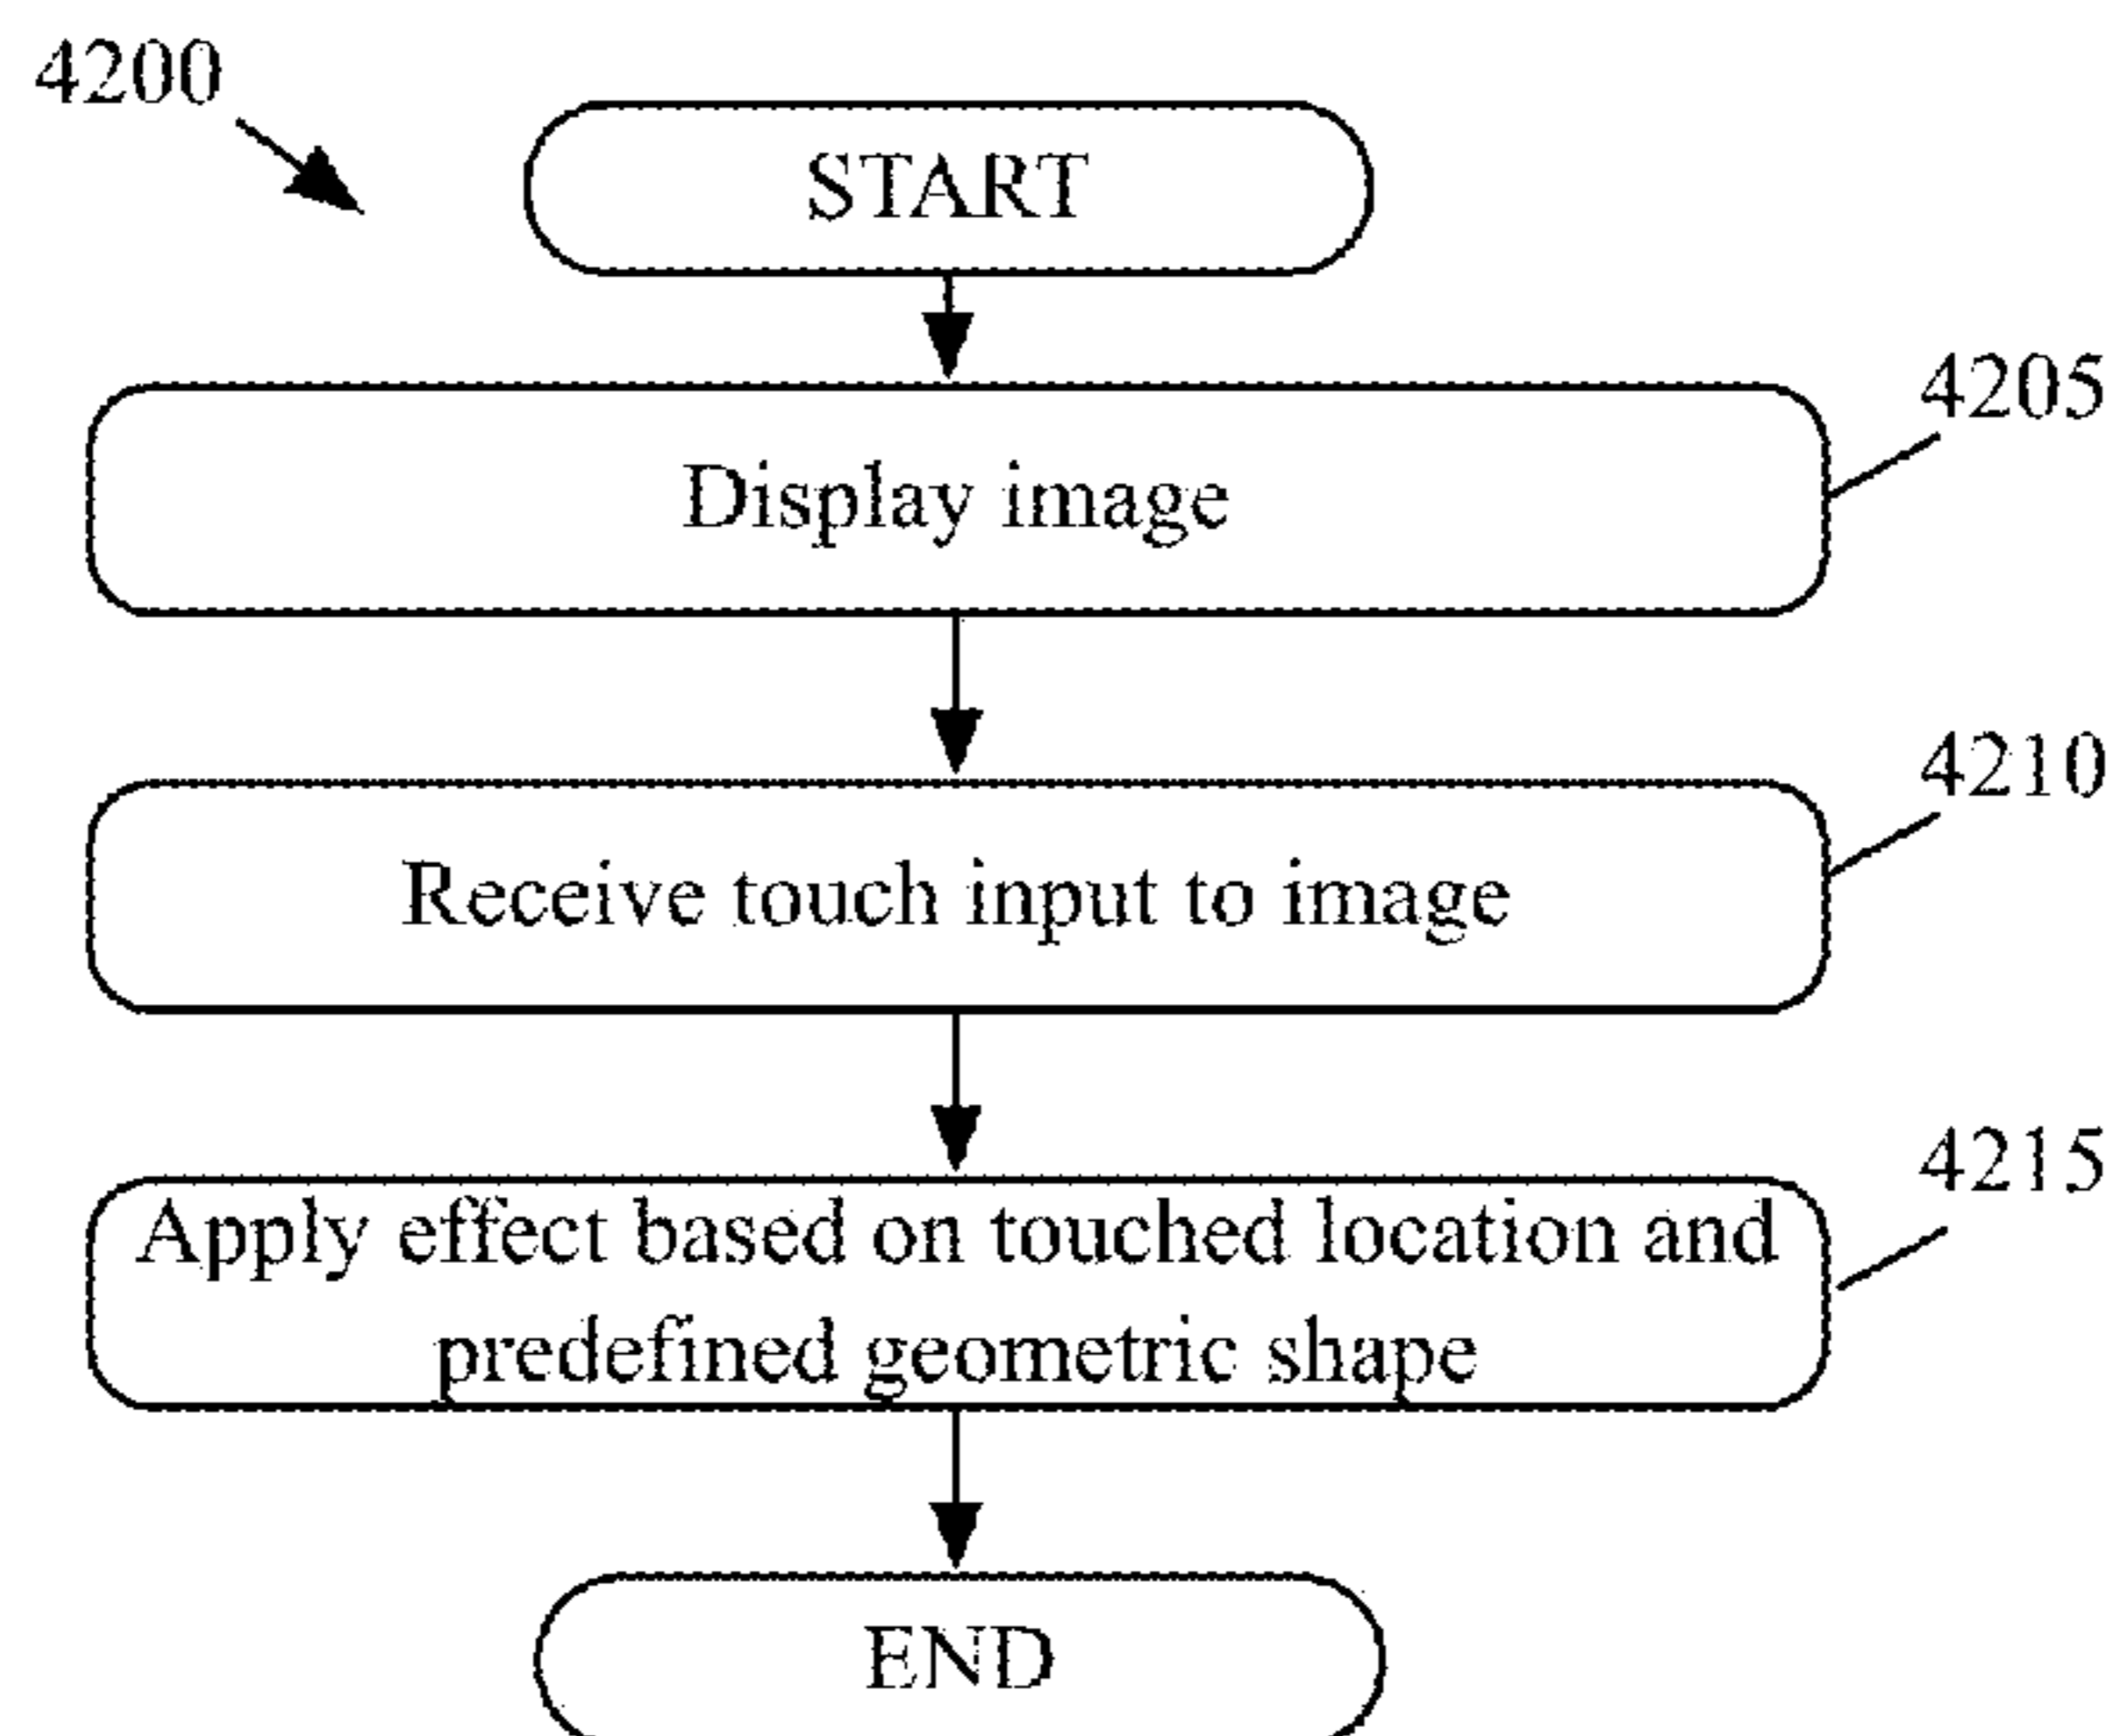 4200
START
4205
Display image
4210
Receive touch input to image
4215
Apply effect based on touched location and
predefined geometric shape
END